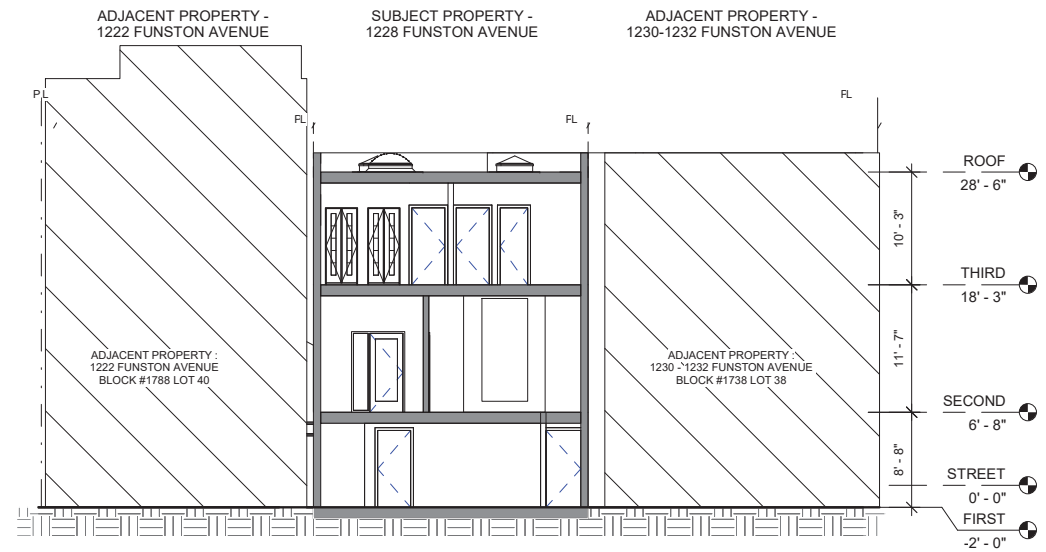 ADJACENT PROPERTY -
1222 FUNSTON AVENUE
SUBJECT PROPERTY -
1228 FUNSTON AVENUE
ADJACENT PROPERTY -
1230-1232 FUNSTON AVENUE
P L
FL
FL
FL
ROOF
28' - 6"
10' - 3"
THIRD
18' - 3"
11' - 7"
ADJACENT PROPERTY :
1222 FUNSTON AVENUE
BLOCK #1788 LOT 40
ADJACENT PROPERTY :
1230 - 1232 FUNSTON AVENUE
BLOCK #1738 LOT 38
SECOND
6' - 8"
8' - 8"
STREET
0' - 0"
FIRST
-2' - 0"